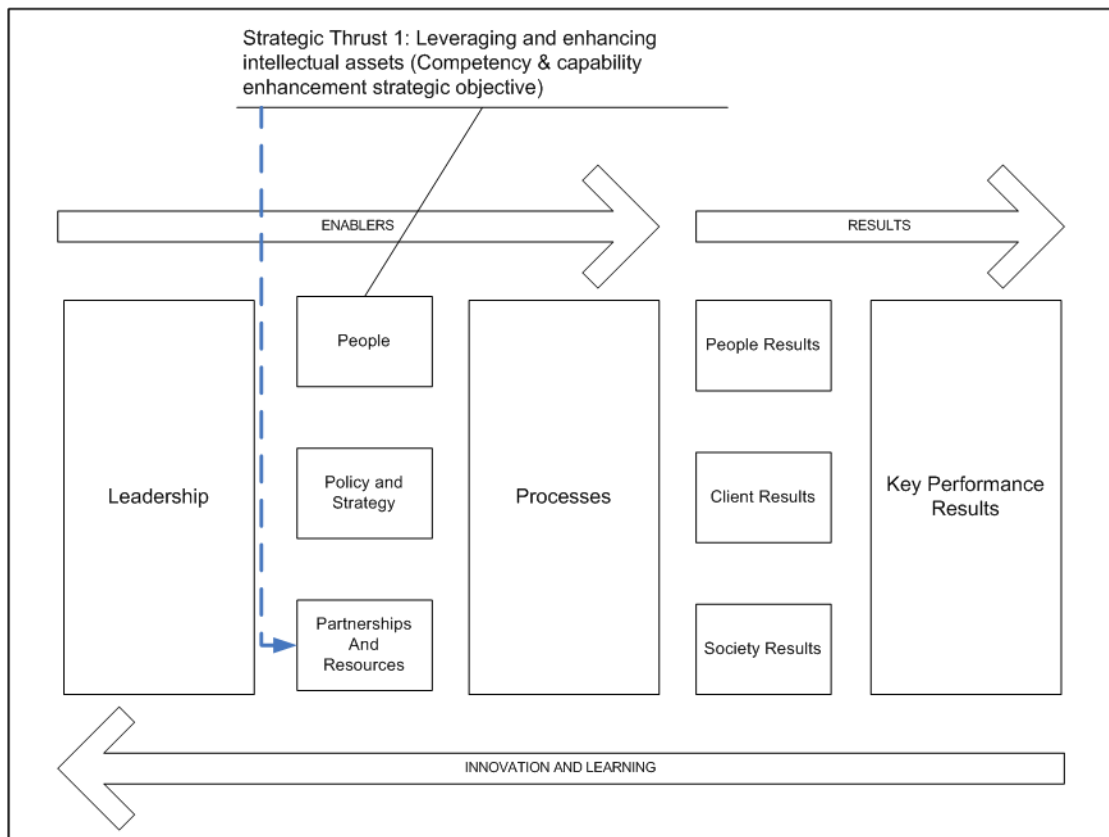 Strategic Thrust 1: Leveraging and enhancing
intellectual assets (Competency & capability
enhancement strategic objective)
ENABLERS
RESULTS
Leadership
People
Policy and
Strategy
Partnerships
And
Resources
Processes
People Results
Client Results
Society Results
Key Performance
Results
INNOVATION AND LEARNING